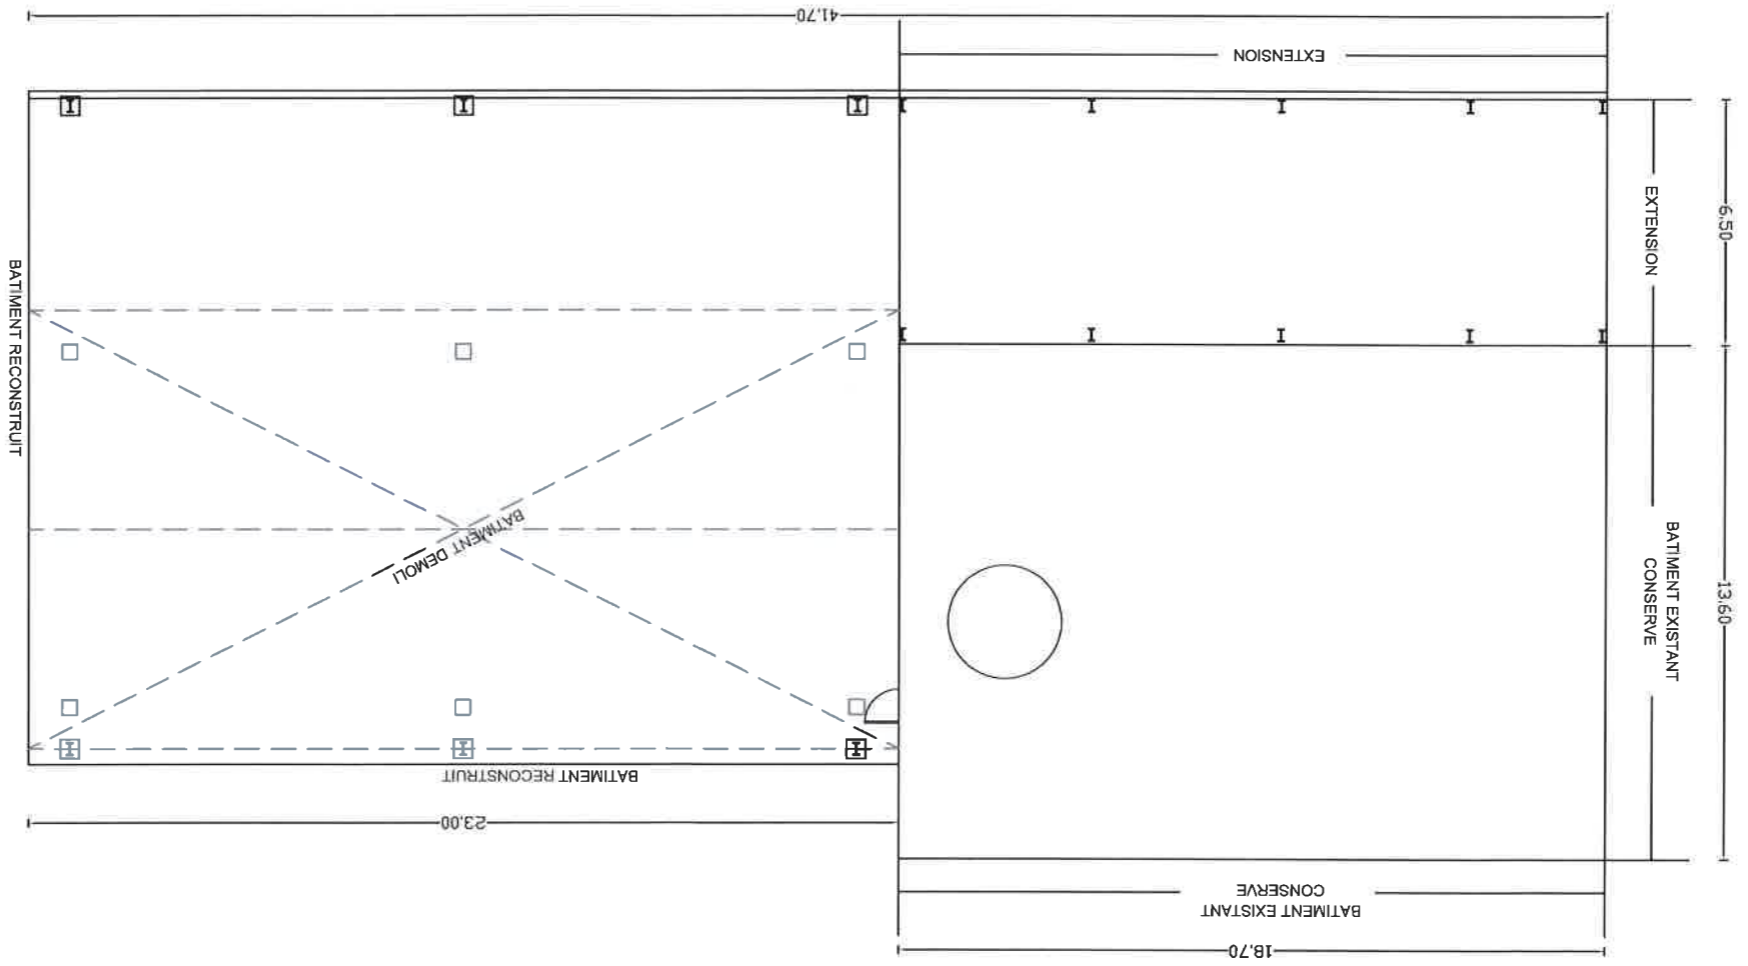 41.70
EXTENSION
EXTENSION
6.50
BATIMENT RECONSTRUIT
BATIMENT DEMOLI
BATIMENT EXISTANT
CONSERVE
13.60
BATIMENT RECONSTRUIT
23.00
BATIMENT EXISTANT
CONSERVE
18.70